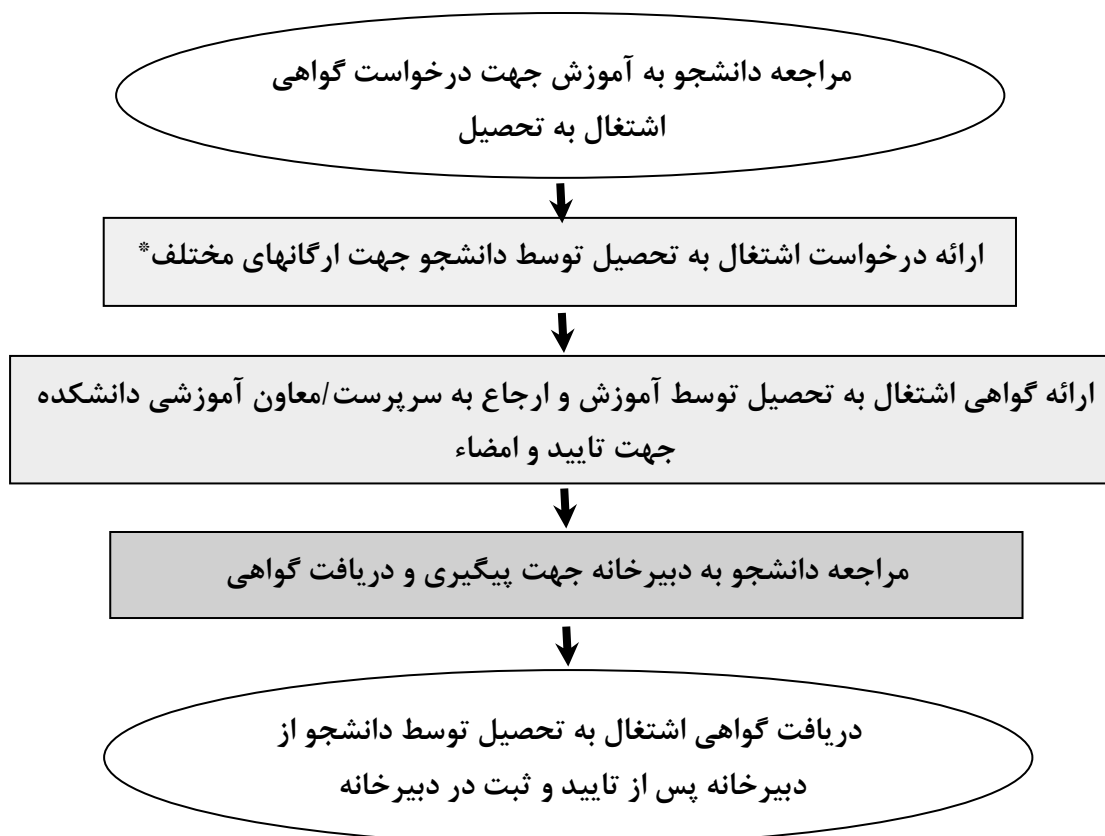 مراجعه دانشجو به آموزش جهت درخواست گواهی
اشتغال به تحصیل
ارائه درخواست اشتغال به تحصیل توسط دانشجو جهت ارگانهای مختلف*
ارائه گواهی اشتغال به تحصیل توسط آموزش و ارجاع به سرپرست/معاون آموزشی دانشکده
جهت تایید و امضاء
مراجعه دانشجو به دبیرخانه جهت پیگیری و دریافت گواهی
دریافت گواهی اشتغال به تحصیل توسط دانشجو از
دبیرخانه پس از تایید و ثبت در دبیرخانه